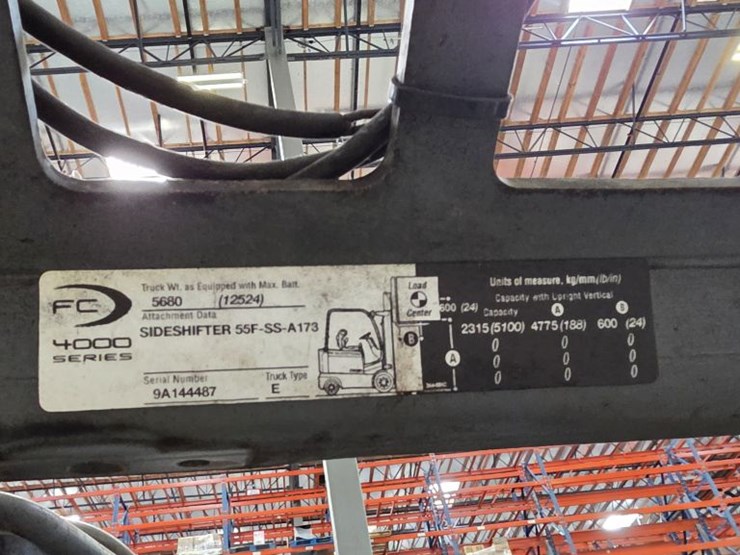 FC
4000
SERIES
Truck Wt. as Equipped with Max. Batt.
5680 (12524)
Attachment Data
SIDESHIFTER 55F-SS-A173
Serial Number
9A144487
Truck Type
E
Load
Center
B
A
600 (24)
Units of measure, kg/mm (lb/in)
Capacity with Upright Vertical
Capacity A B
2315 (5100) 4775 (188) 600 (24)
0 0 0
0 0 0
0 0 0